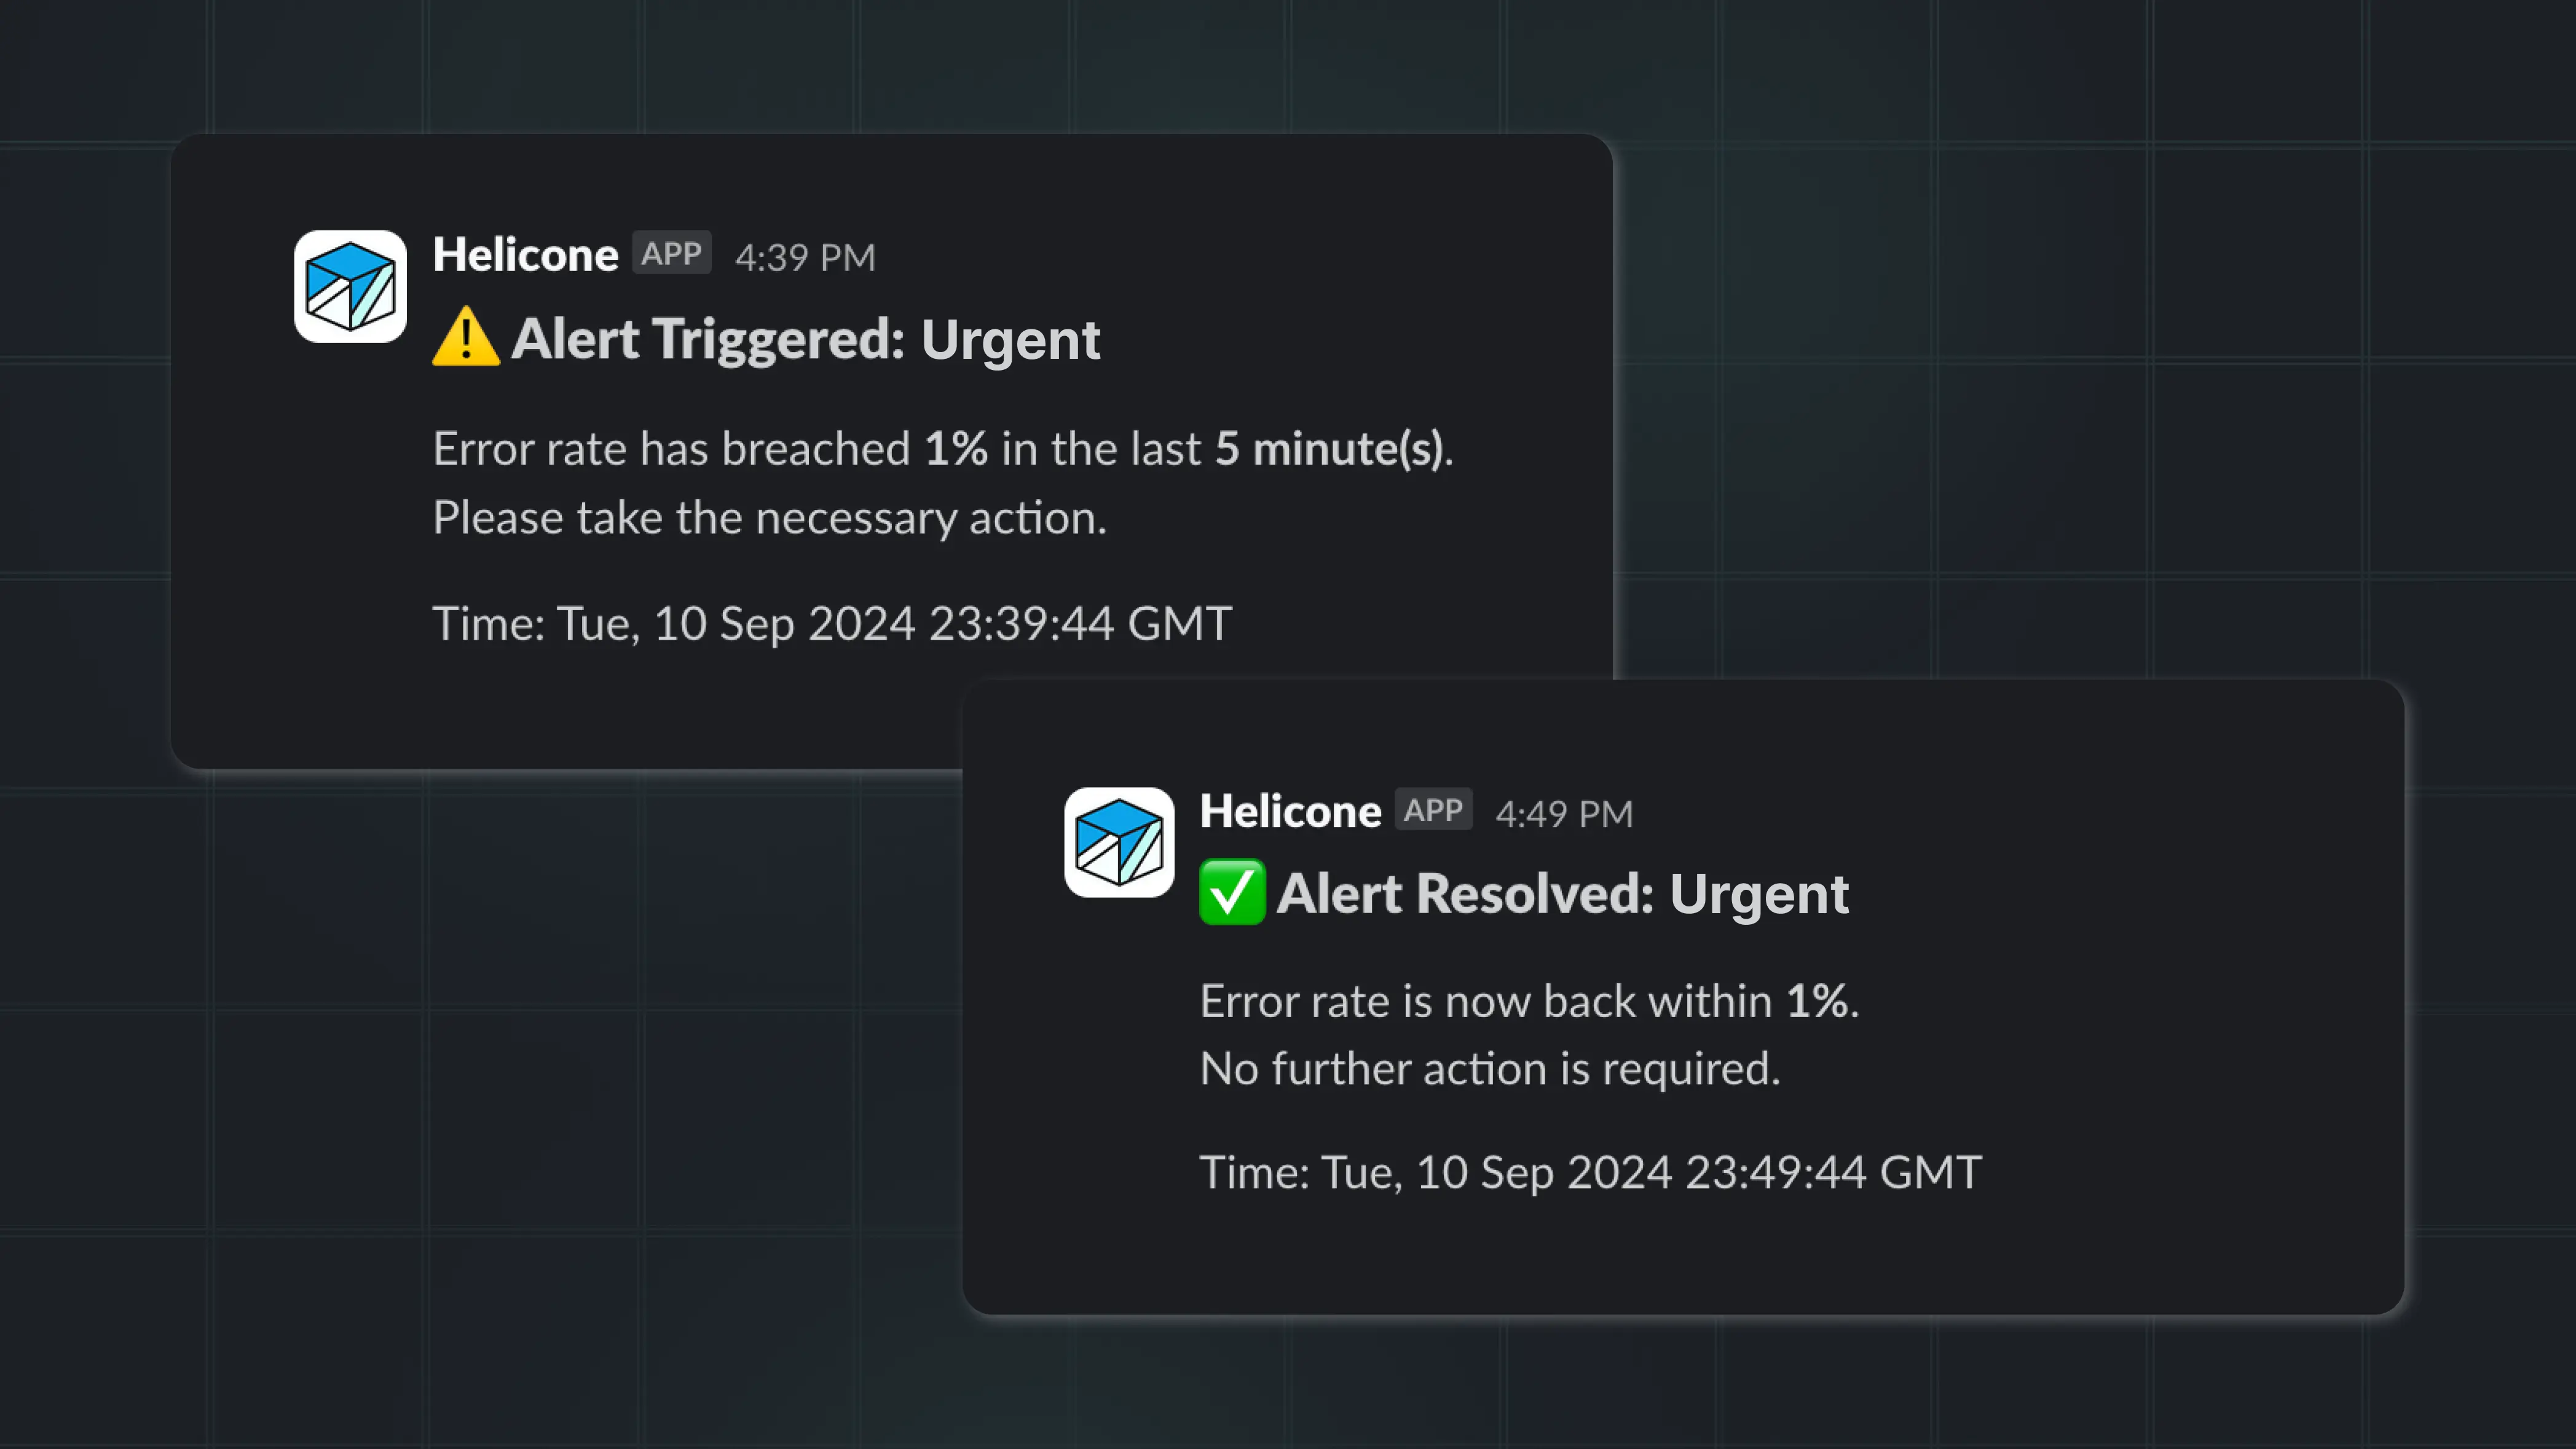 Helicone APP 4:39 PM
⚠️ Alert Triggered: Urgent
Error rate has breached 1% in the last 5 minute(s).
Please take the necessary action.
Time: Tue, 10 Sep 2024 23:39:44 GMT
Helicone APP 4:49 PM
✅ Alert Resolved: Urgent
Error rate is now back within 1%.
No further action is required.
Time: Tue, 10 Sep 2024 23:49:44 GMT